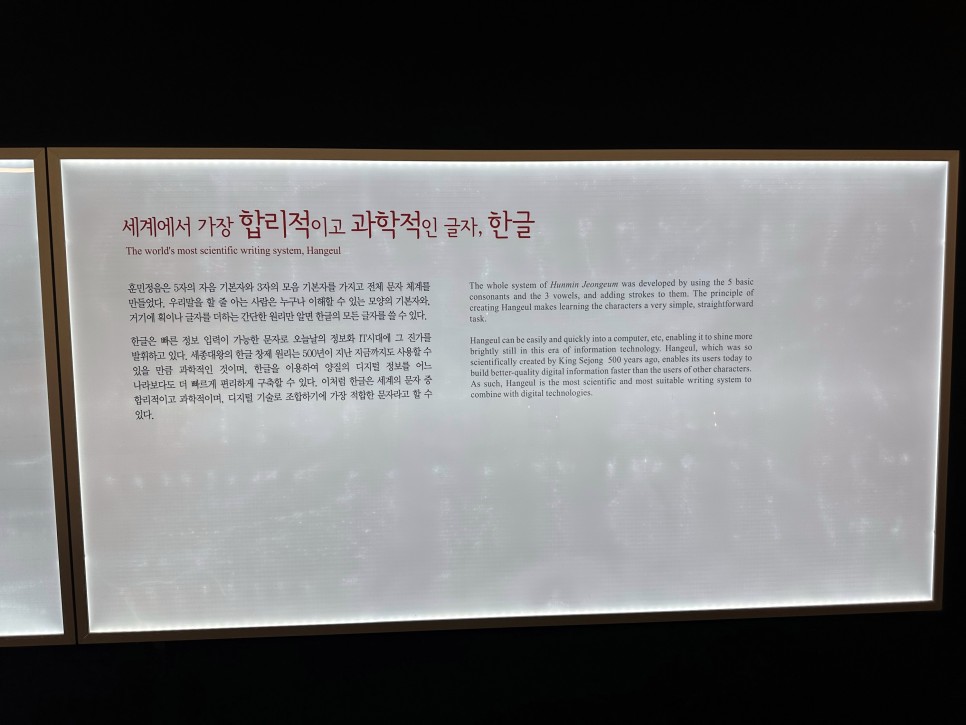 세계에서 가장 합리적이고 과학적인 글자, 한글
The world's most scientific writing system, Hangeul
훈민정음은 5자의 자음 기본자와 3자의 모음 기본자를 가지고 전체 문자 체계를
만들었다. 우리말을 할 줄 아는 사람은 누구나 이해할 수 있는 모양의 기본자와,
거기에 획이나 글자를 더하는 간단한 원리만 알면 한글의 모든 글자를 쓸 수 있다.
한글은 빠른 정보 입력이 가능한 문자로 오늘날의 정보화 IT시대에 그 진가를
발휘하고 있다. 세종대왕의 한글 창제 원리는 500년이 지난 지금까지도 사용할 수
있을 만큼 과학적인 것이며, 한글을 이용하여 양질의 디지털 정보를 어느
나라보다도 더 빠르게 편리하게 구축할 수 있다. 이처럼 한글은 세계의 문자 중
합리적이고 과학적이며, 디지털 기술로 조합하기에 가장 적합한 문자라고 할 수
있다.
The whole system of Hunmin Jeongeum was developed by using the 5 basic
consonants and the 3 vowels, and adding strokes to them. The principle of
creating Hangeul makes learning the characters a very simple, straightforward
task.
Hangeul can be easily and quickly into a computer, etc, enabling it to shine more
brightly still in this era of information technology. Hangeul, which was so
scientifically created by King Sejong 500 years ago, enables its users today to
build better-quality digital information faster than the users of other characters.
As such, Hangeul is the most scientific and most suitable writing system to
combine with digital technologies.